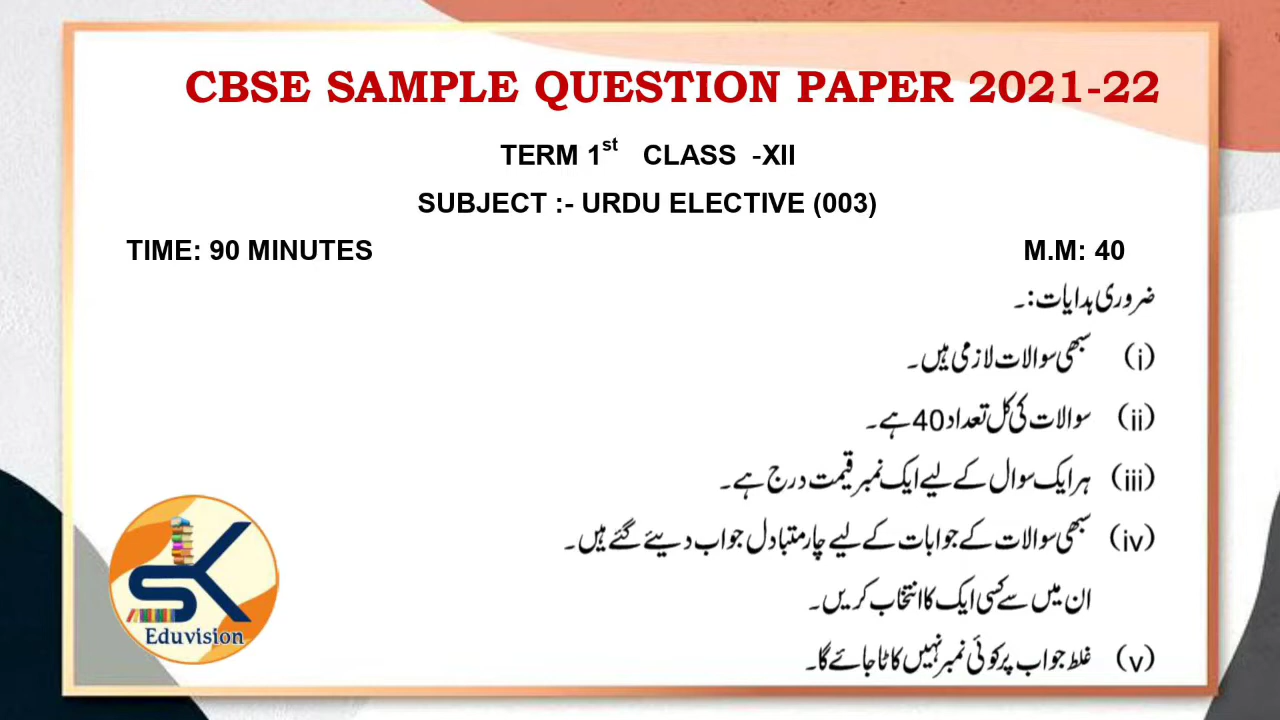 CBSE SAMPLE QUESTION PAPER 2021-22
TERM 1st CLASS -XII
SUBJECT :- URDU ELECTIVE (003)
TIME: 90 MINUTES M.M: 40
ضروری ہدایات:۔
(i) سبھی سوالات لازمی ہیں۔
(ii) سوالات کی کل تعداد 40 ہے۔
(iii) ہر ایک سوال کے لیے ایک نمبر قیمت درج ہے۔
(iv) سبھی سوالات کے جوابات کے لیے چار متبادل جواب دیئے گئے ہیں۔
ان میں سے کسی ایک کا انتخاب کریں۔
(v) غلط جواب پر کوئی نمبر نہیں کاٹا جائے گا۔
SK
Eduvision